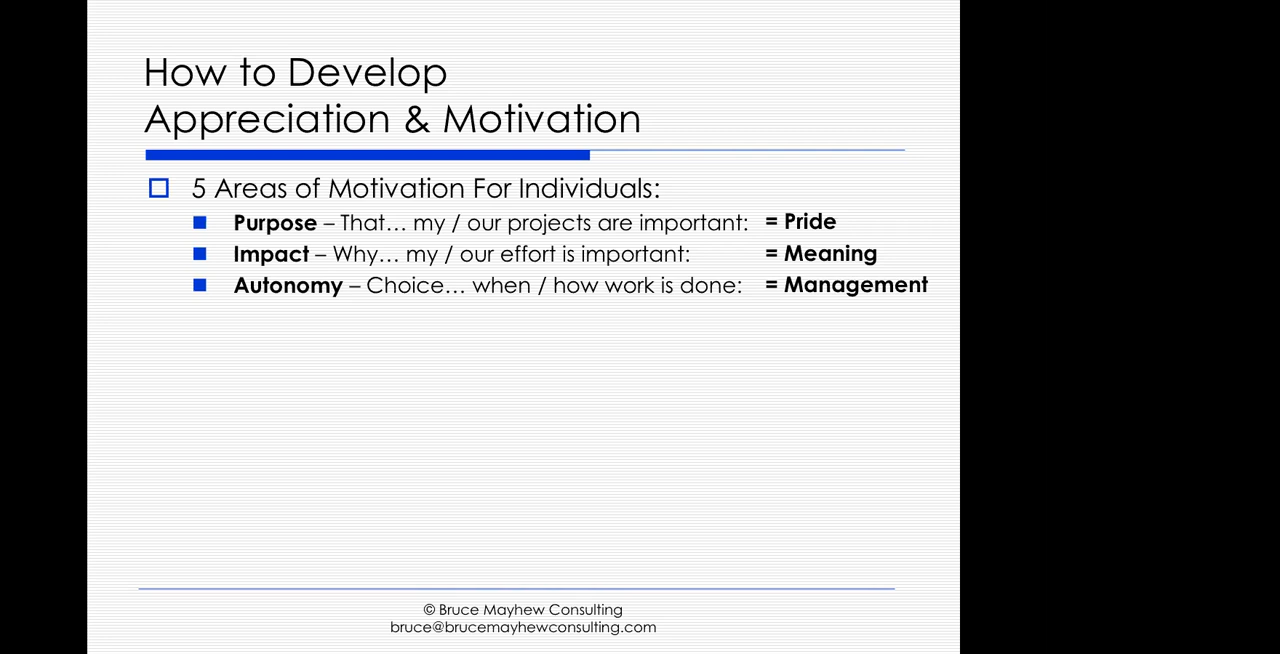 How to Develop
Appreciation & Motivation
5 Areas of Motivation For Individuals:
Purpose – That… my / our projects are important: = Pride
Impact – Why… my / our effort is important: = Meaning
Autonomy – Choice… when / how work is done: = Management
© Bruce Mayhew Consulting
bruce@brucemayhewconsulting.com